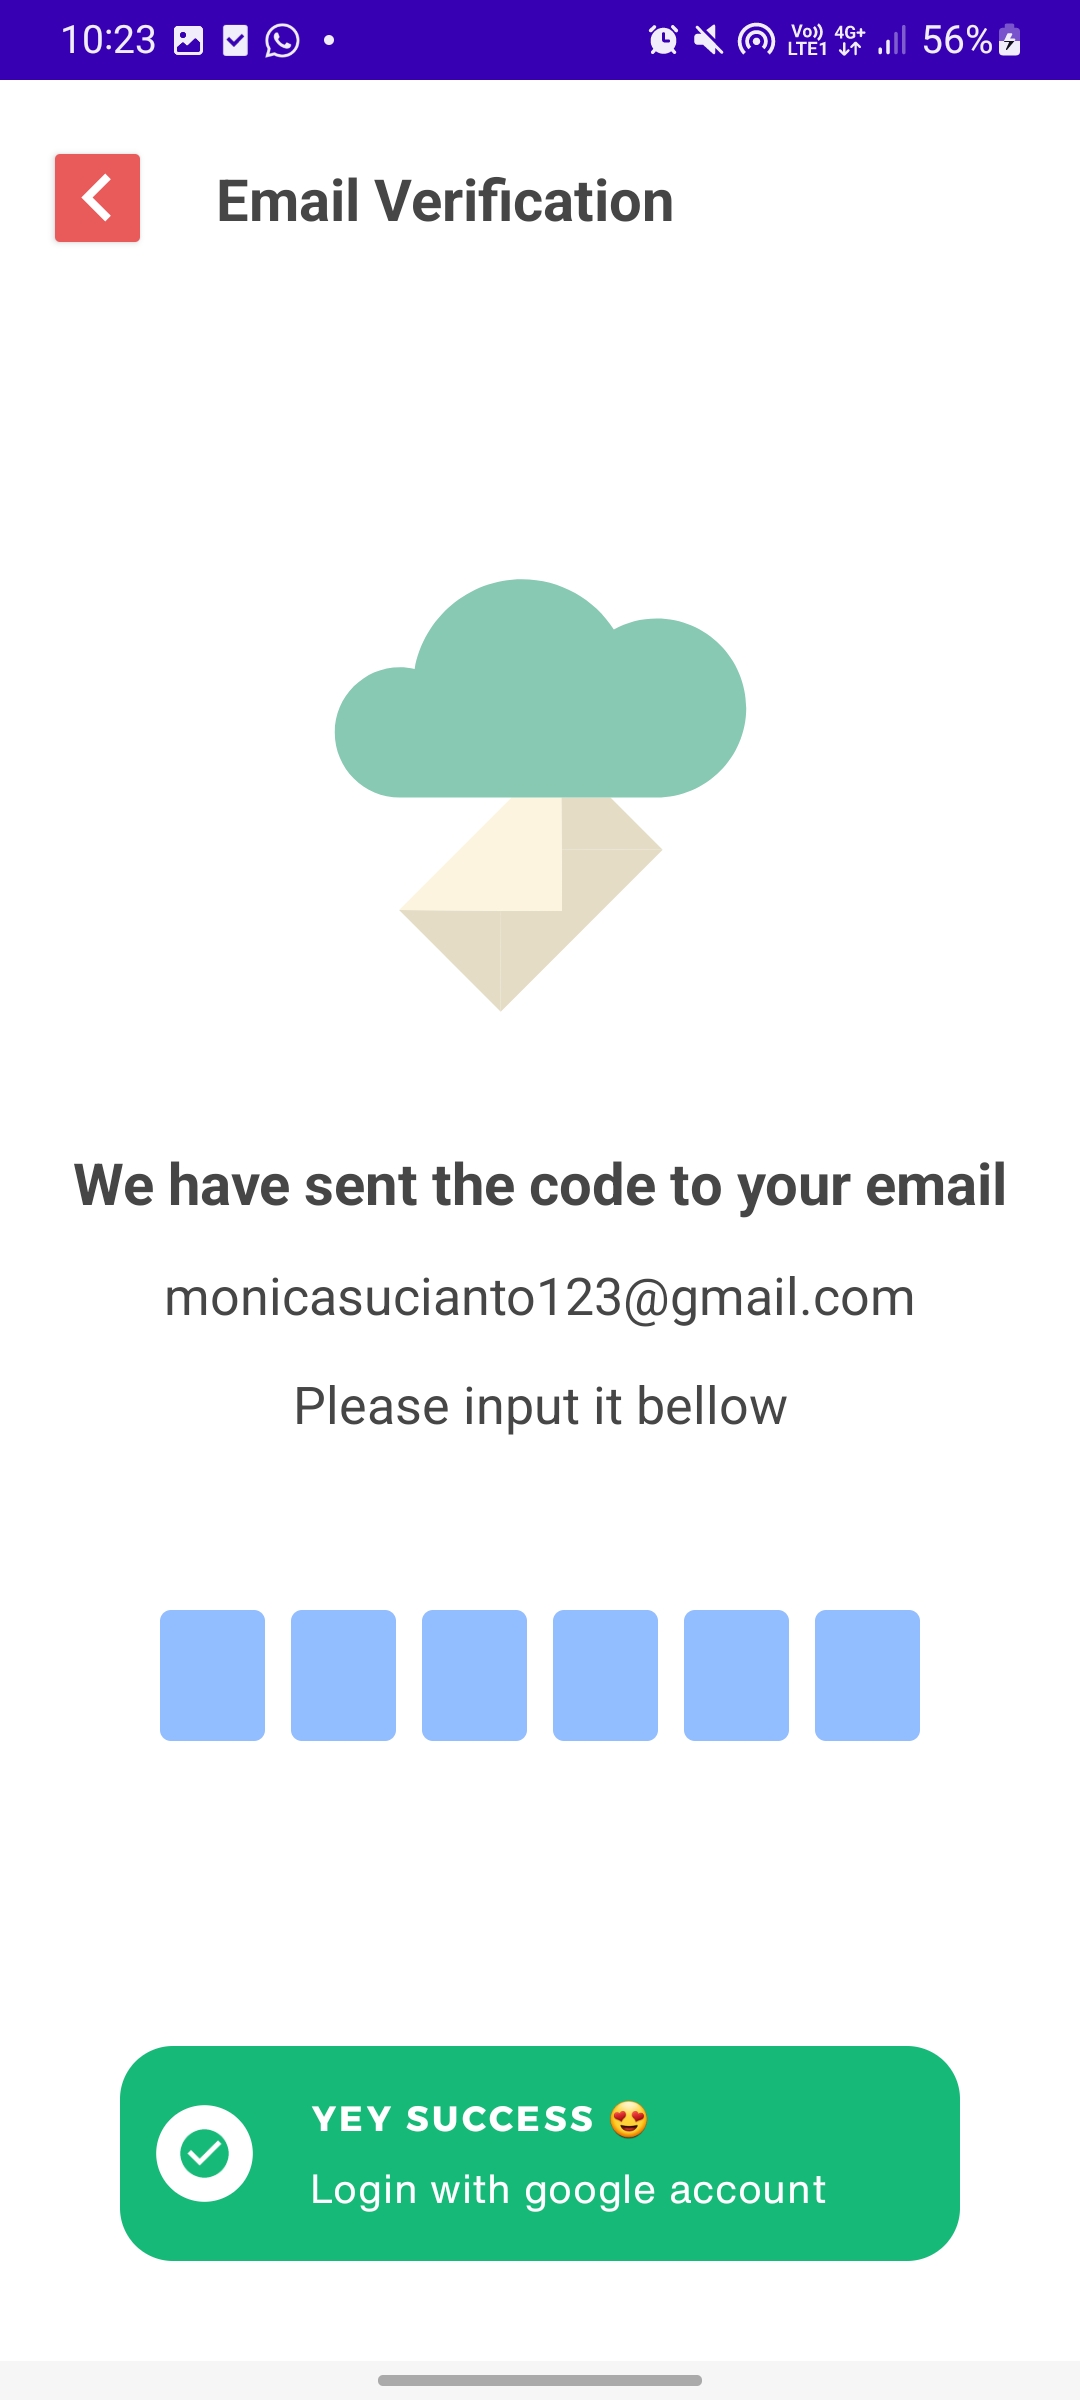 10:23
Vo)) LTE1 4G+ 56%
Email Verification
We have sent the code to your email
monicasucianto123@gmail.com
Please input it bellow
YEY SUCCESS 😍
Login with google account